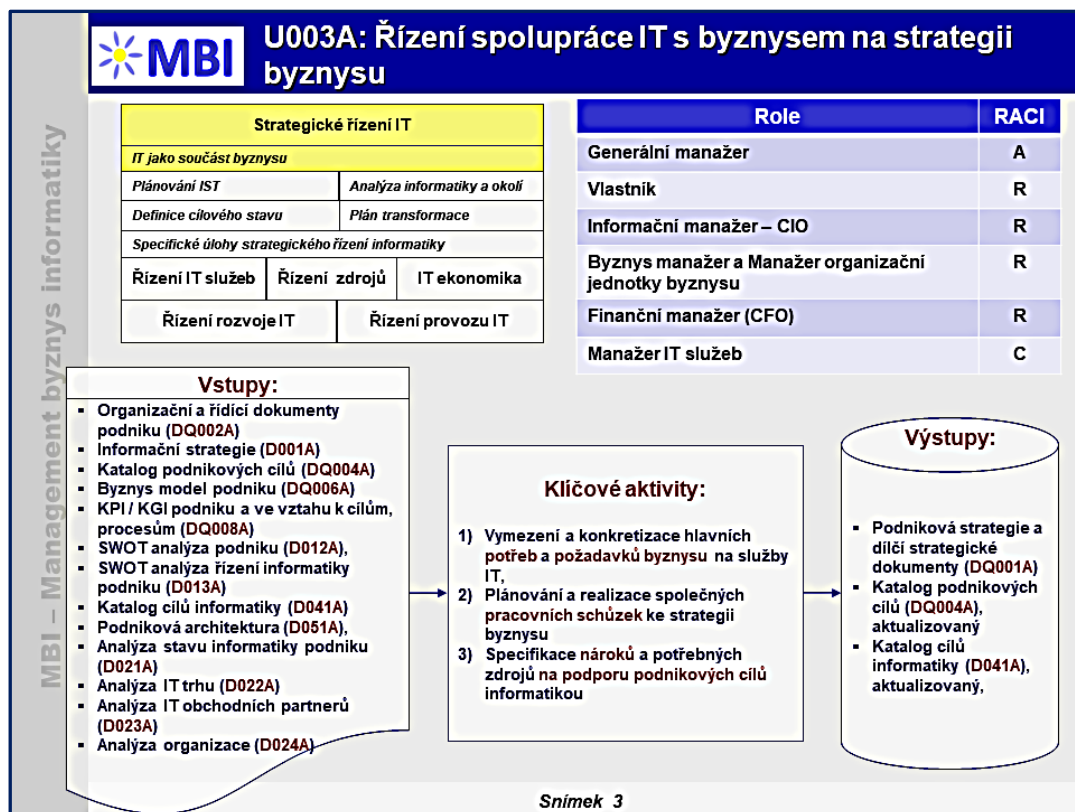 MBI
U003A: Řízení spolupráce IT s byznysem na strategii
byznysu
MBI – Management byznys informatiky
Strategické řízení IT
IT jako součást byznysu
Plánování IST
Analýza informatiky a okolí
Definice cílového stavu
Plán transformace
Specifické úlohy strategického řízení informatiky
Řízení IT služeb
Řízení zdrojů
IT ekonomika
Řízení rozvoje IT
Řízení provozu IT
Role RACI
Generální manažer A
Vlastník R
Informační manažer – CIO R
Byznys manažer a Manažer organizační
jednotky byznysu R
Finanční manažer (CFO) R
Manažer IT služeb C
Vstupy:
▪ Organizační a řídící dokumenty
podniku (DQ002A)
▪ Informační strategie (D001A)
▪ Katalog podnikových cílů (DQ004A)
▪ Byznys model podniku (DQ006A)
▪ KPI / KGI podniku a ve vztahu k cílům,
procesům (DQ008A)
▪ SWOT analýza podniku (D012A),
▪ SWOT analýza řízení informatiky
podniku (D013A)
▪ Katalog cílů informatiky (D041A)
▪ Podniková architektura (D051A),
▪ Analýza stavu informatiky podniku
(D021A)
▪ Analýza IT trhu (D022A)
▪ Analýza IT obchodních partnerů
(D023A)
▪ Analýza organizace (D024A)
Klíčové aktivity:
1) Vymezení a konkretizace hlavních
potřeb a požadavků byznysu na služby
IT,
2) Plánování a realizace společných
pracovních schůzek ke strategii
byznysu
3) Specifikace nároků a potřebných
zdrojů na podporu podnikových cílů
informatikou
Výstupy:
▪ Podniková strategie a
dílčí strategické
dokumenty (DQ001A)
▪ Katalog podnikových
cílů (DQ004A),
aktualizovaný
▪ Katalog cílů
informatiky (D041A),
aktualizovaný,
Snímek 3